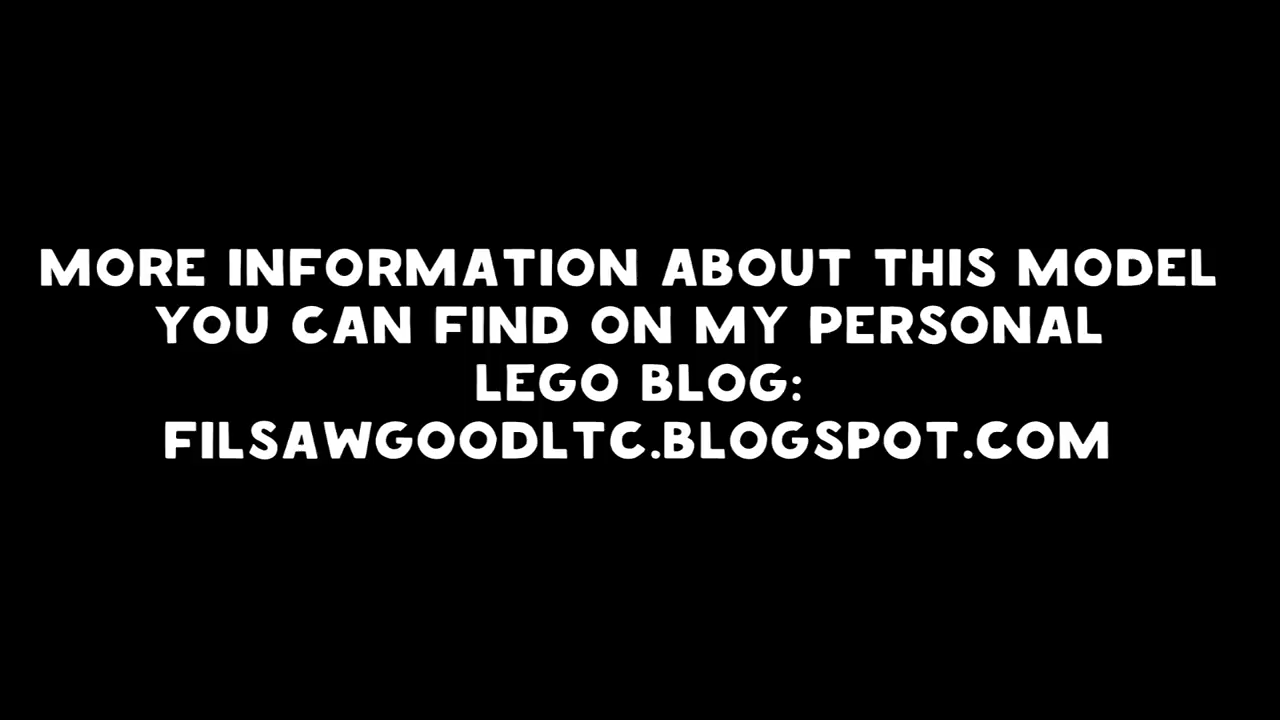 MORE INFORMATION ABOUT THIS MODEL
YOU CAN FIND ON MY PERSONAL
LEGO BLOG:
FILSAWGOODLTC.BLOGSPOT.COM